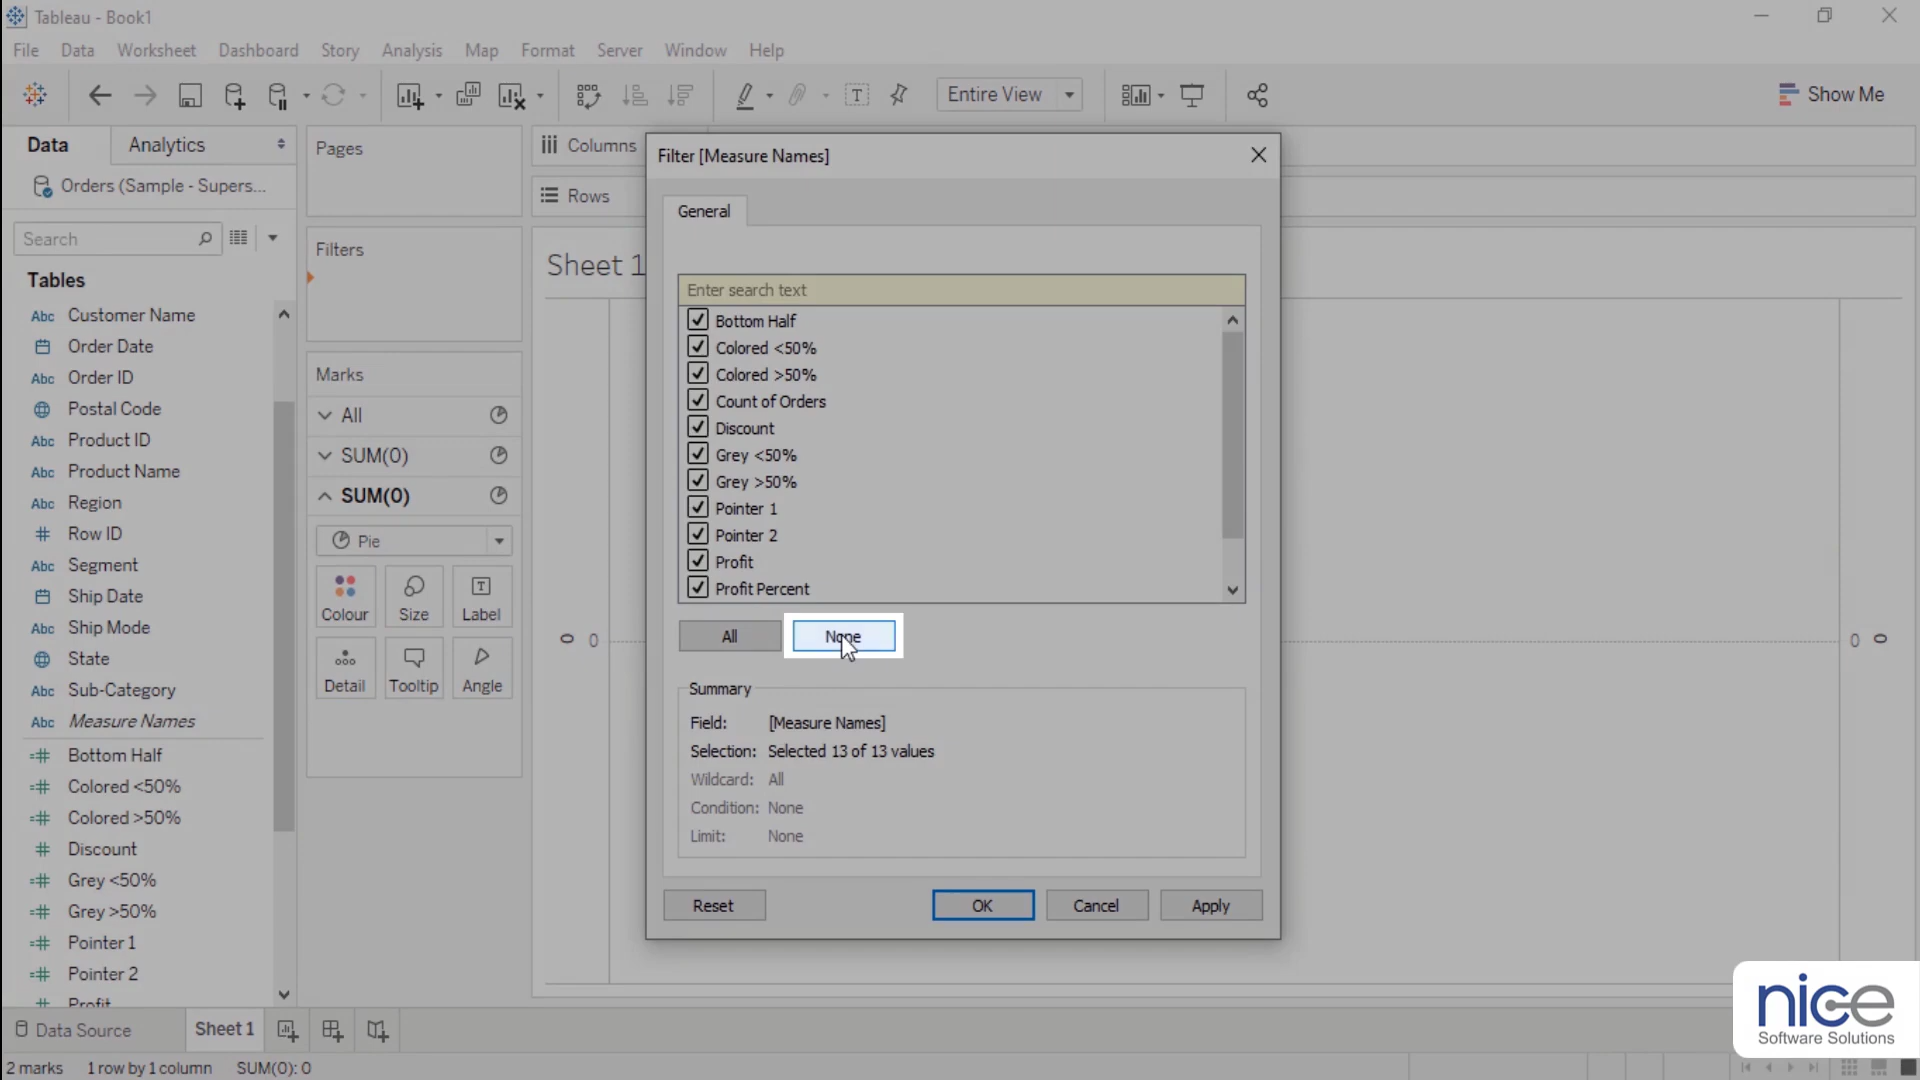 Tableau - Book1
File Data Worksheet Dashboard Story Analysis Map Format Server Window Help
Entire View
Show Me
Data
Analytics
Orders (Sample - Supers...
Search
Tables
Abc Customer Name
Order Date
Abc Order ID
Postal Code
Abc Product ID
Abc Product Name
Abc Region
# Row ID
Abc Segment
Ship Date
Abc Ship Mode
State
Abc Sub-Category
Abc Measure Names
=# Bottom Half
=# Colored <50%
=# Colored >50%
# Discount
=# Grey <50%
=# Grey >50%
=# Pointer 1
=# Pointer 2
# Profit
Pages
Filters
Marks
All
SUM(0)
SUM(0)
Pie
Colour Size Label
Detail Tooltip Angle
Columns
Rows
Sheet 1
0 0
0 0
Filter [Measure Names]
General
Enter search text
Bottom Half
Colored <50%
Colored >50%
Count of Orders
Discount
Grey <50%
Grey >50%
Pointer 1
Pointer 2
Profit
Profit Percent
All None
Summary
Field: [Measure Names]
Selection: Selected 13 of 13 values
Wildcard: All
Condition: None
Limit: None
Reset OK Cancel Apply
nice
Software Solutions
Data Source Sheet 1
2 marks 1 row by 1 column SUM(0): 0